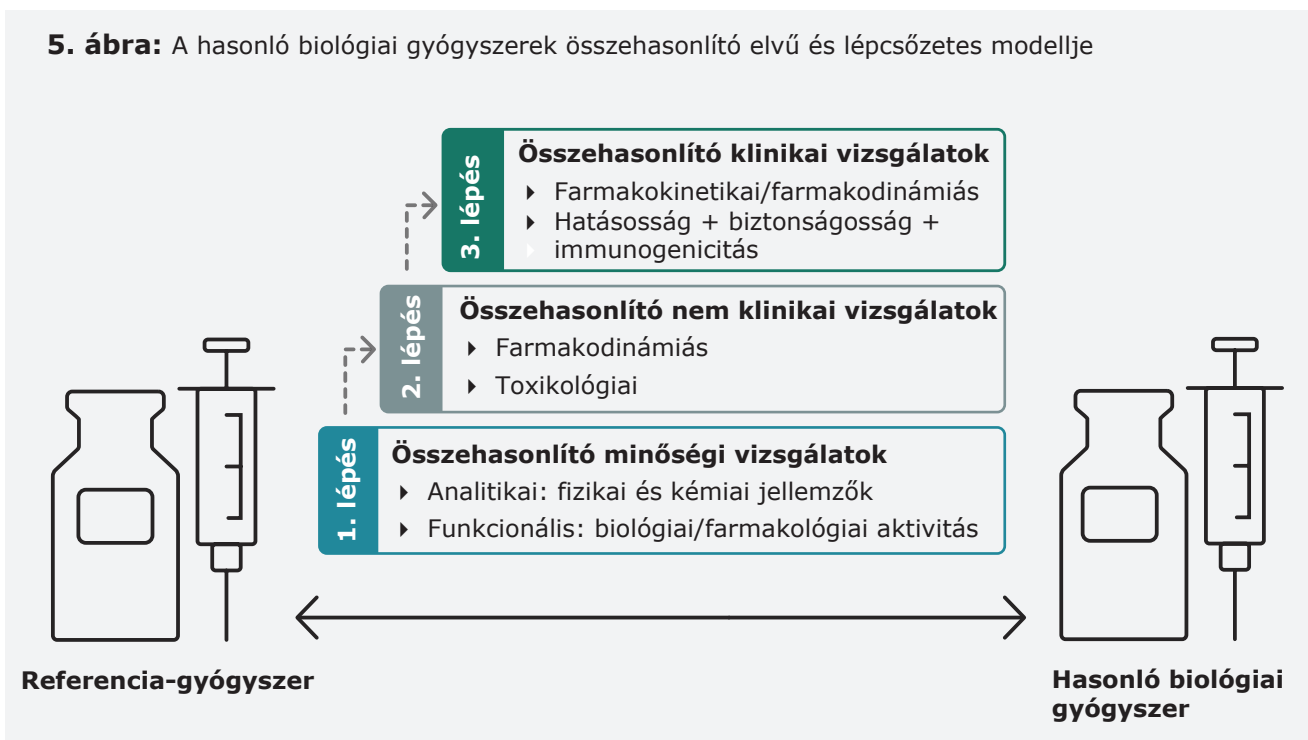 5. ábra: A hasonló biológiai gyógyszerek összehasonlító elvű és lépcsőzetes modellje
3. lépés
Összehasonlító klinikai vizsgálatok
Farmakokinetikai/farmakodinámiás
Hatásosság + biztonságosság +
immunogenicitás
2. lépés
Összehasonlító nem klinikai vizsgálatok
Farmakodinámiás
Toxikológiai
1. lépés
Összehasonlító minőségi vizsgálatok
Analitikai: fizikai és kémiai jellemzők
Funkcionális: biológiai/farmakológiai aktivitás
Referencia-gyógyszer
Hasonló biológiai
gyógyszer